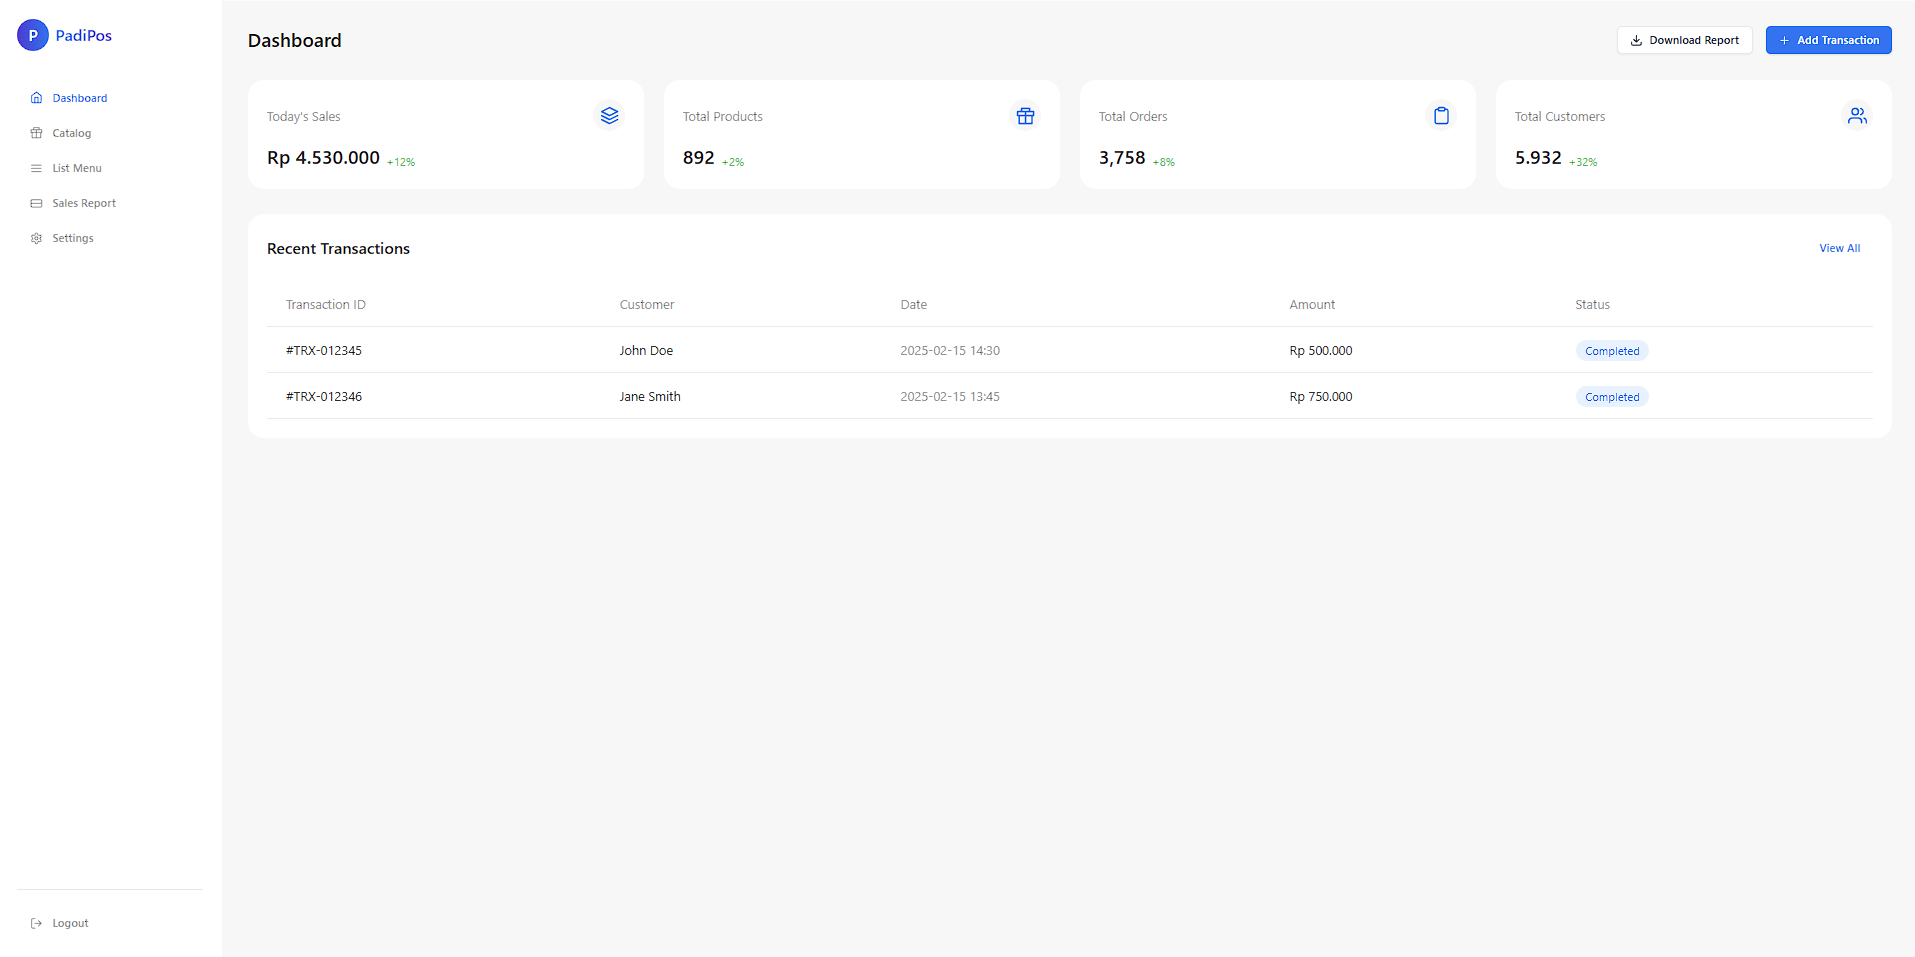 P PadiPos
Dashboard
Catalog
List Menu
Sales Report
Settings
Logout
Dashboard
Download Report
Add Transaction
Today's Sales
Rp 4.530.000 +12%
Total Products
892 +2%
Total Orders
3,758 +8%
Total Customers
5.932 +32%
Recent Transactions
View All
Transaction ID Customer Date Amount Status
#TRX-012345 John Doe 2025-02-15 14:30 Rp 500.000 Completed
#TRX-012346 Jane Smith 2025-02-15 13:45 Rp 750.000 Completed